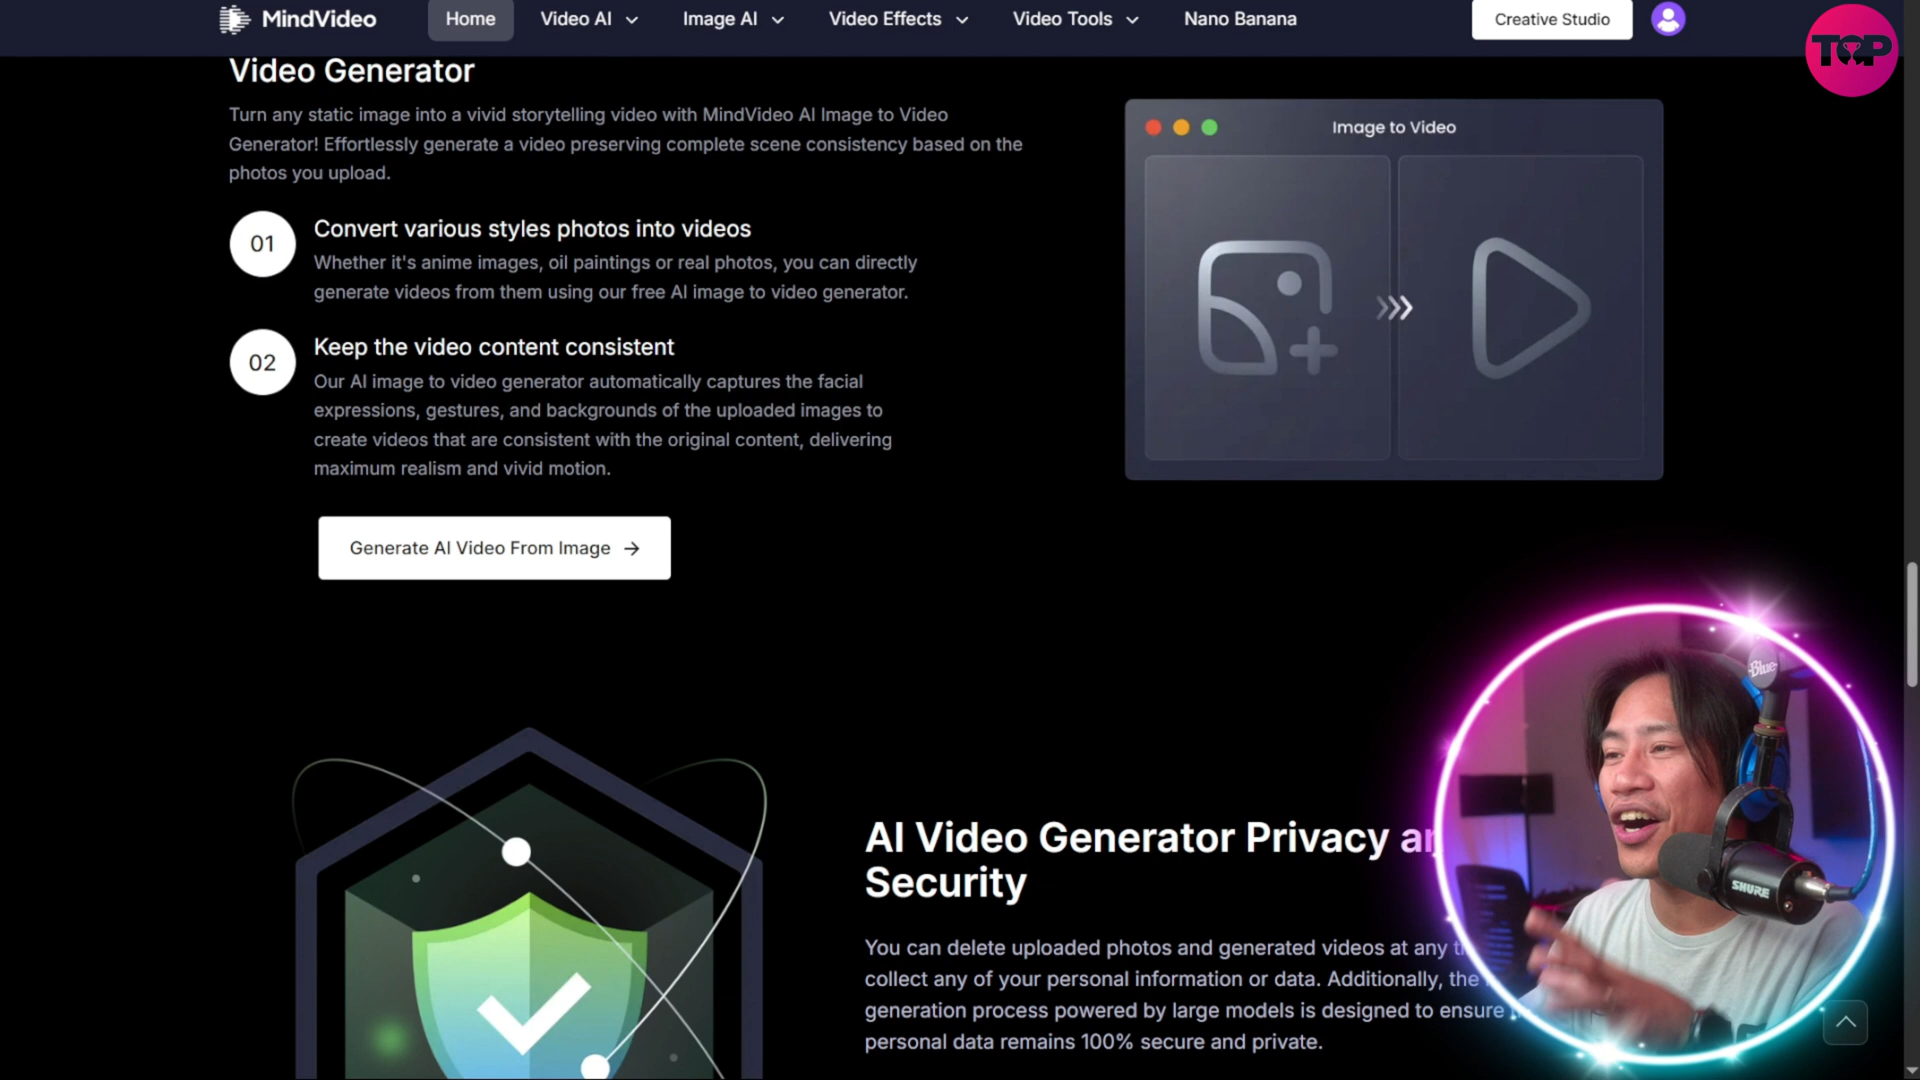 MindVideo
Home
Video AI
Image AI
Video Effects
Video Tools
Nano Banana
Creative Studio
TOP
Video Generator
Turn any static image into a vivid storytelling video with MindVideo AI Image to Video
Generator! Effortlessly generate a video preserving complete scene consistency based on the
photos you upload.
01
Convert various styles photos into videos
Whether it's anime images, oil paintings or real photos, you can directly
generate videos from them using our free AI image to video generator.
02
Keep the video content consistent
Our AI image to video generator automatically captures the facial
expressions, gestures, and backgrounds of the uploaded images to
create videos that are consistent with the original content, delivering
maximum realism and vivid motion.
Generate AI Video From Image
Image to Video
AI Video Generator Privacy
Security
You can delete uploaded photos and generated videos at any
collect any of your personal information or data. Additionally, the
generation process powered by large models is designed to ensure
personal data remains 100% secure and private.
Blue
SHURE